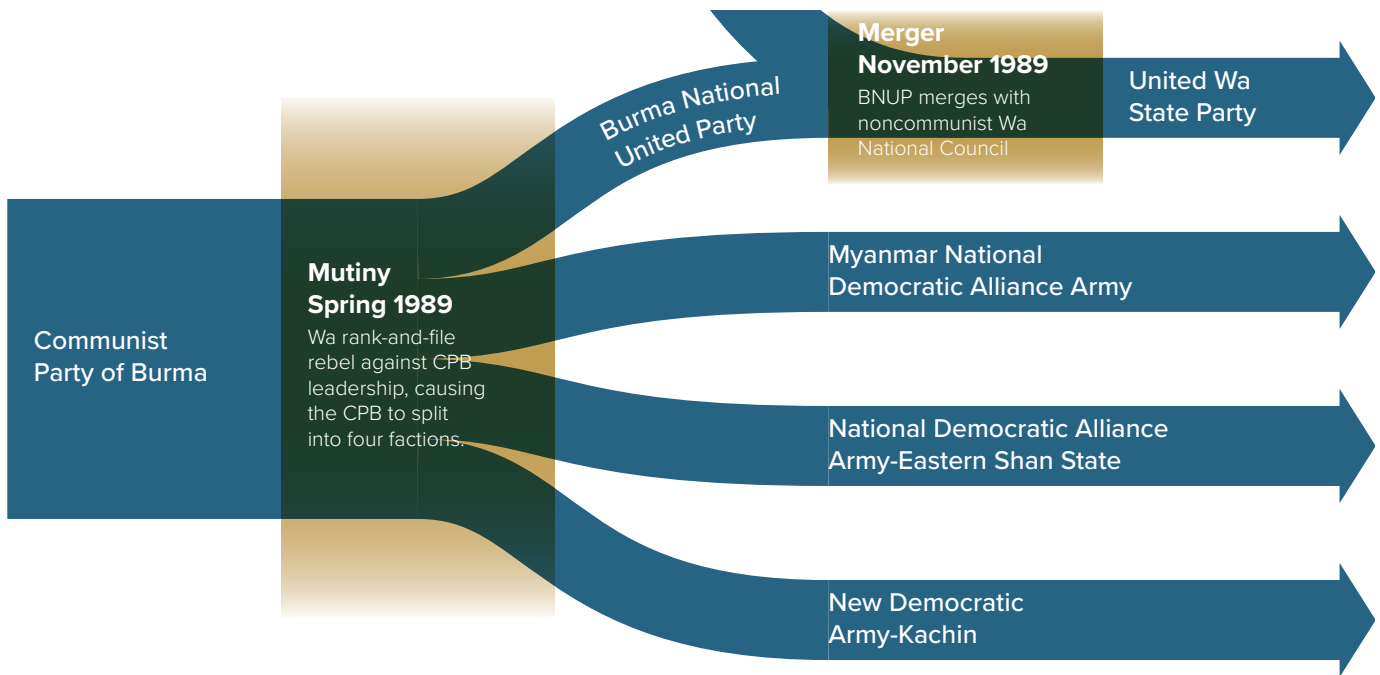 Communist
Party of Burma
Mutiny
Spring 1989
Wa rank-and-file
rebel against CPB
leadership, causing
the CPB to split
into four factions.
Burma National
United Party
Merger
November 1989
BNUP merges with
noncommunist Wa
National Council
United Wa
State Party
Myanmar National
Democratic Alliance Army
National Democratic Alliance
Army-Eastern Shan State
New Democratic
Army-Kachin